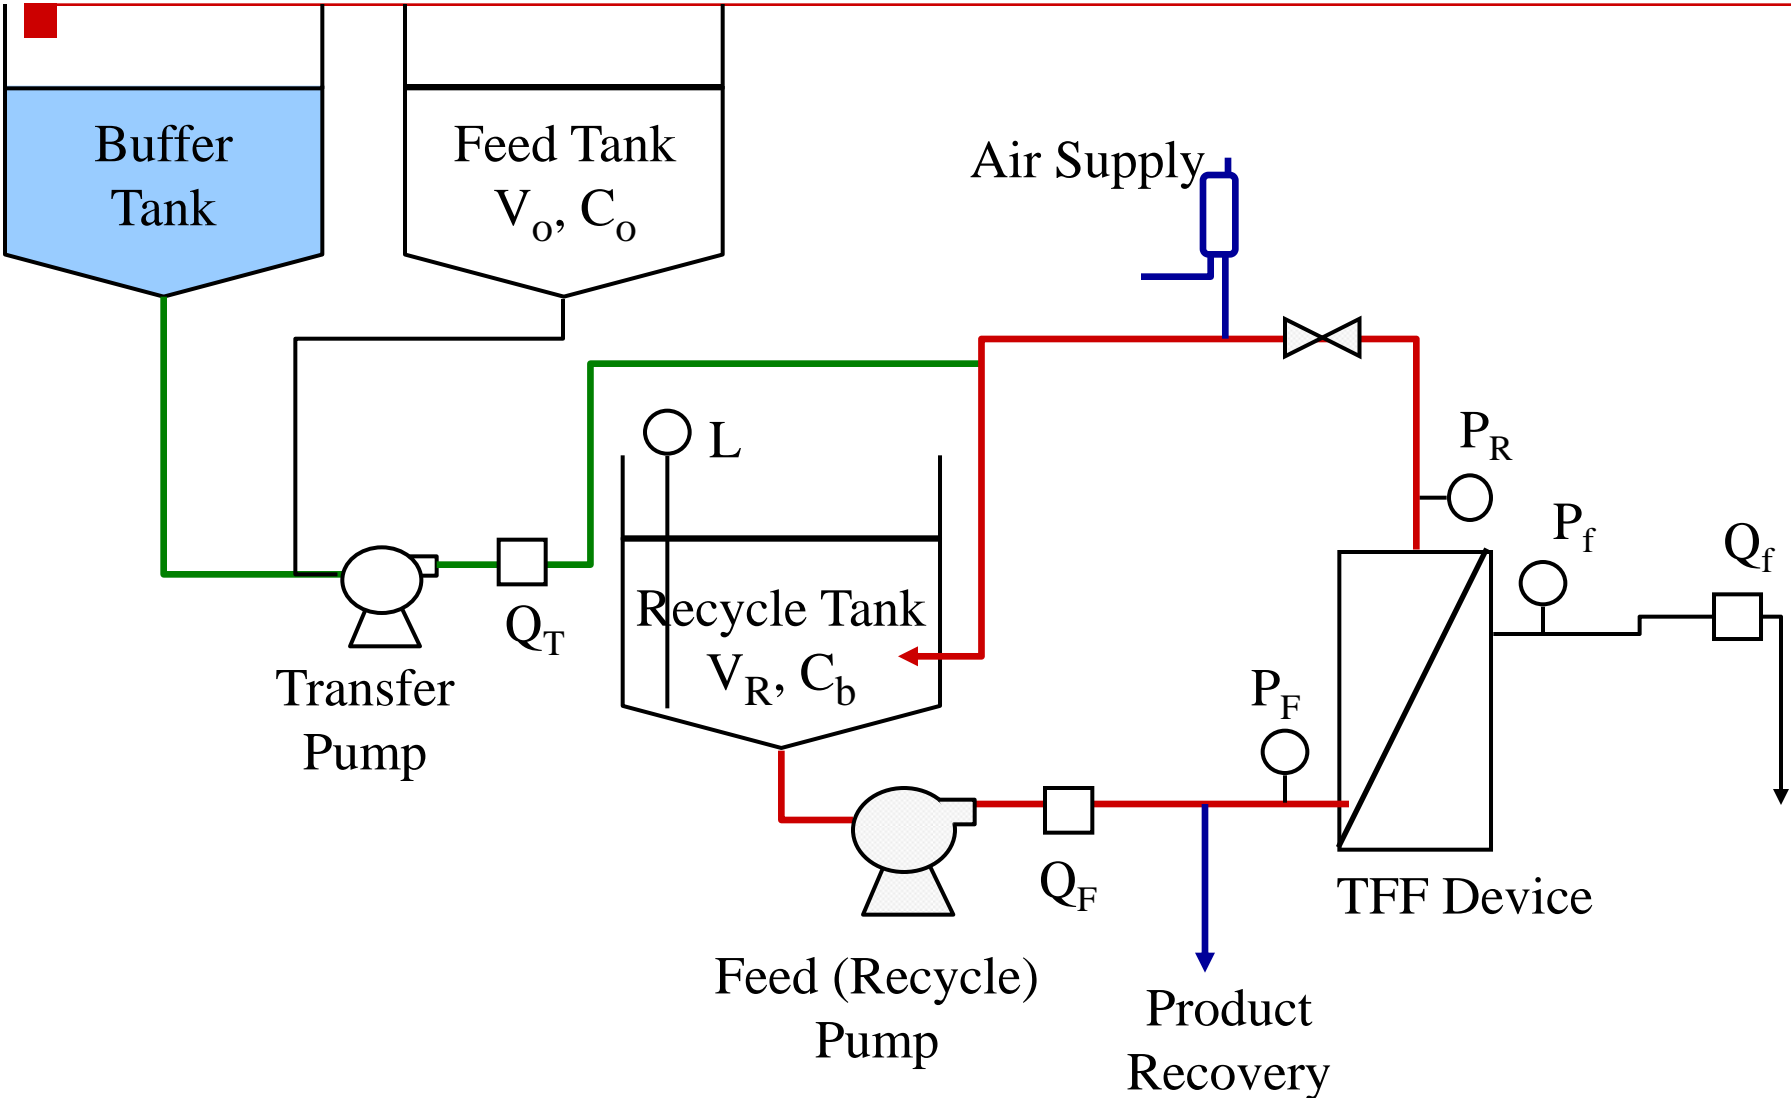 Buffer
Tank
Feed Tank
Vo, Co
Air Supply
L
PR
Pf
Qf
Recycle Tank
VR, Cb
QT
Transfer
Pump
PF
QF
TFF Device
Feed (Recycle)
Pump
Product
Recovery